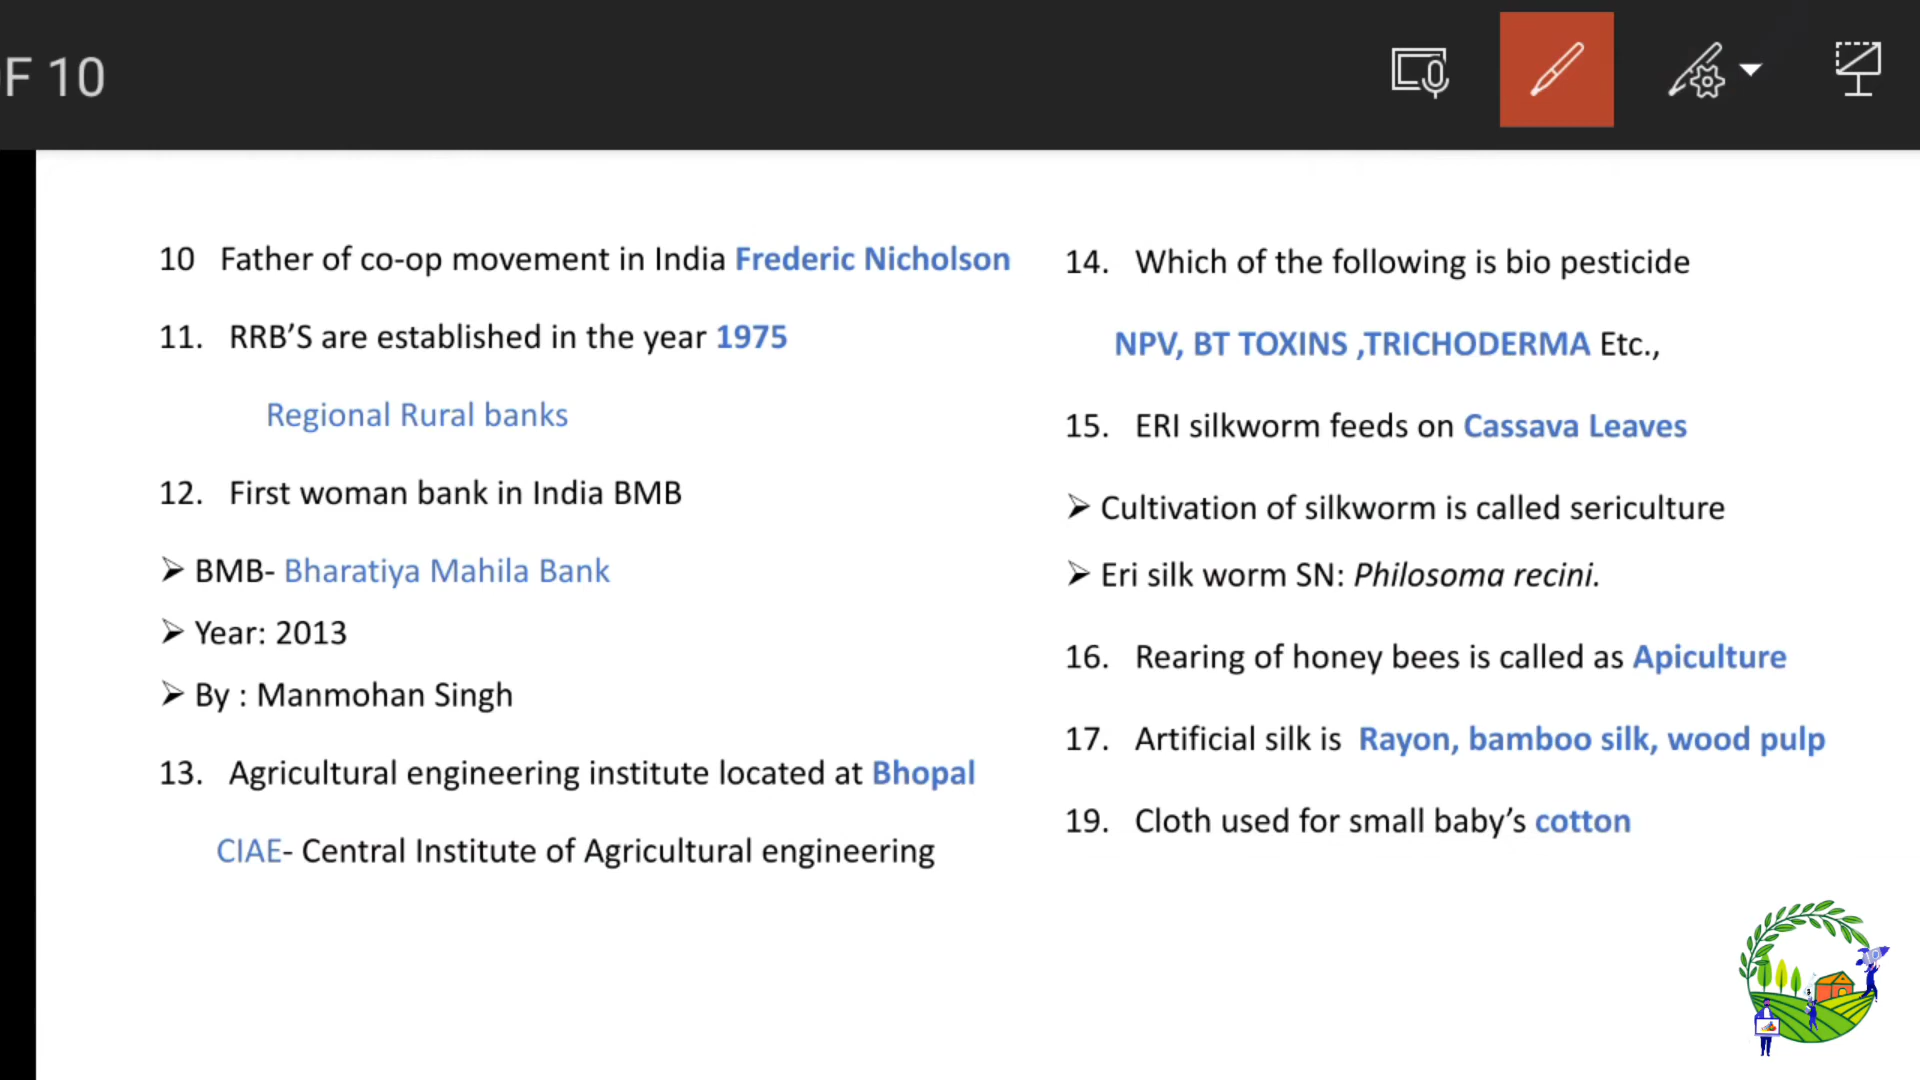 F 10
10 Father of co-op movement in India Frederic Nicholson
11. RRB’S are established in the year 1975
Regional Rural banks
12. First woman bank in India BMB
➢ BMB- Bharatiya Mahila Bank
➢ Year: 2013
➢ By : Manmohan Singh
13. Agricultural engineering institute located at Bhopal
CIAE- Central Institute of Agricultural engineering
14. Which of the following is bio pesticide
NPV, BT TOXINS ,TRICHODERMA Etc.,
15. ERI silkworm feeds on Cassava Leaves
➢ Cultivation of silkworm is called sericulture
➢ Eri silk worm SN: Philosoma recini.
16. Rearing of honey bees is called as Apiculture
17. Artificial silk is Rayon, bamboo silk, wood pulp
19. Cloth used for small baby’s cotton